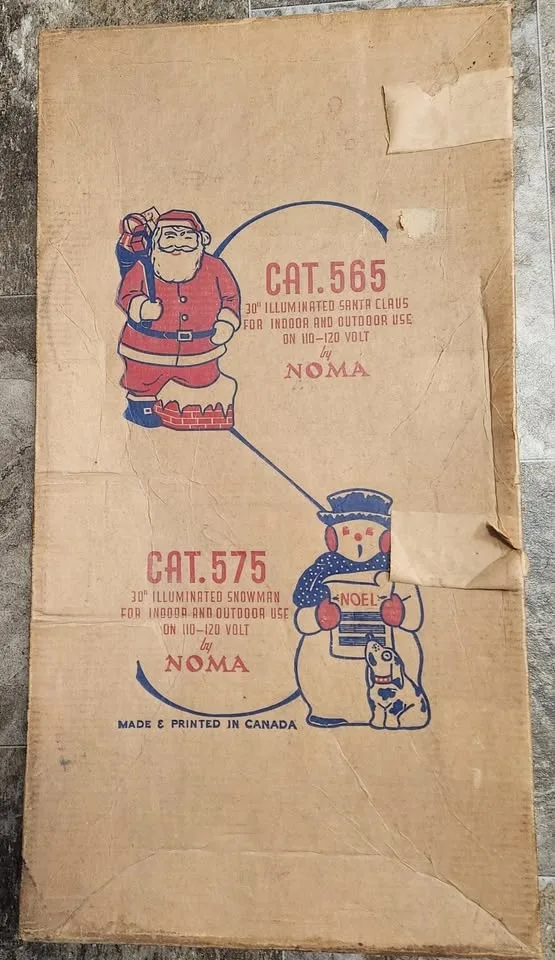 CAT. 565
30" ILLUMINATED SANTA CLAUS
FOR INDOOR AND OUTDOOR USE
ON 110-120 VOLT
by
NOMA
NOEL
CAT. 575
30" ILLUMINATED SNOWMAN
FOR INDOOR AND OUTDOOR USE
ON 110-120 VOLT
by
NOMA
MADE & PRINTED IN CANADA